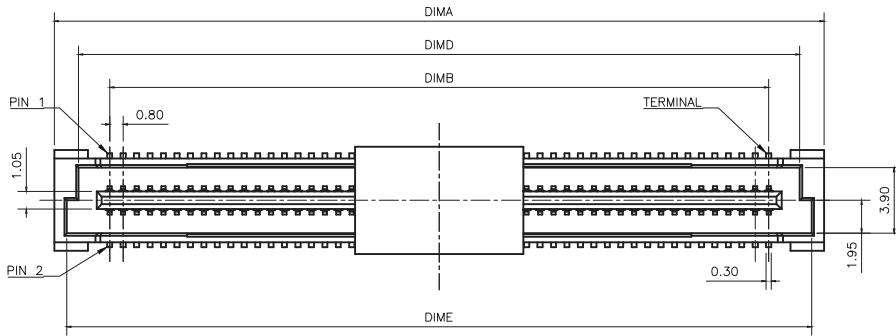 DIMA
DIMD
DIMB
PIN 1
0.80
TERMINAL
1.05
3.90
1.95
PIN 2
0.30
DIME